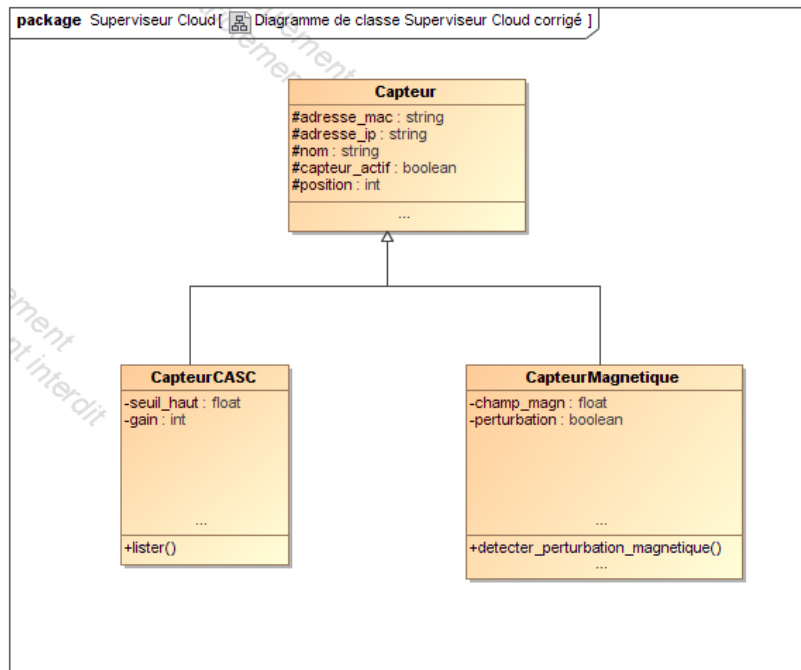 package Superviseur Cloud[ Diagramme de classe Superviseur Cloud corrigé ]
Capteur
#adresse_mac : string
#adresse_ip : string
#nom : string
#capteur_actif : boolean
#position : int
...
CapteurCASC
-seuil_haut : float
-gain : int
...
+lister()
CapteurMagnetique
-champ_magn : float
-perturbation : boolean
...
+detecter_perturbation_magnetique()
...
interdit